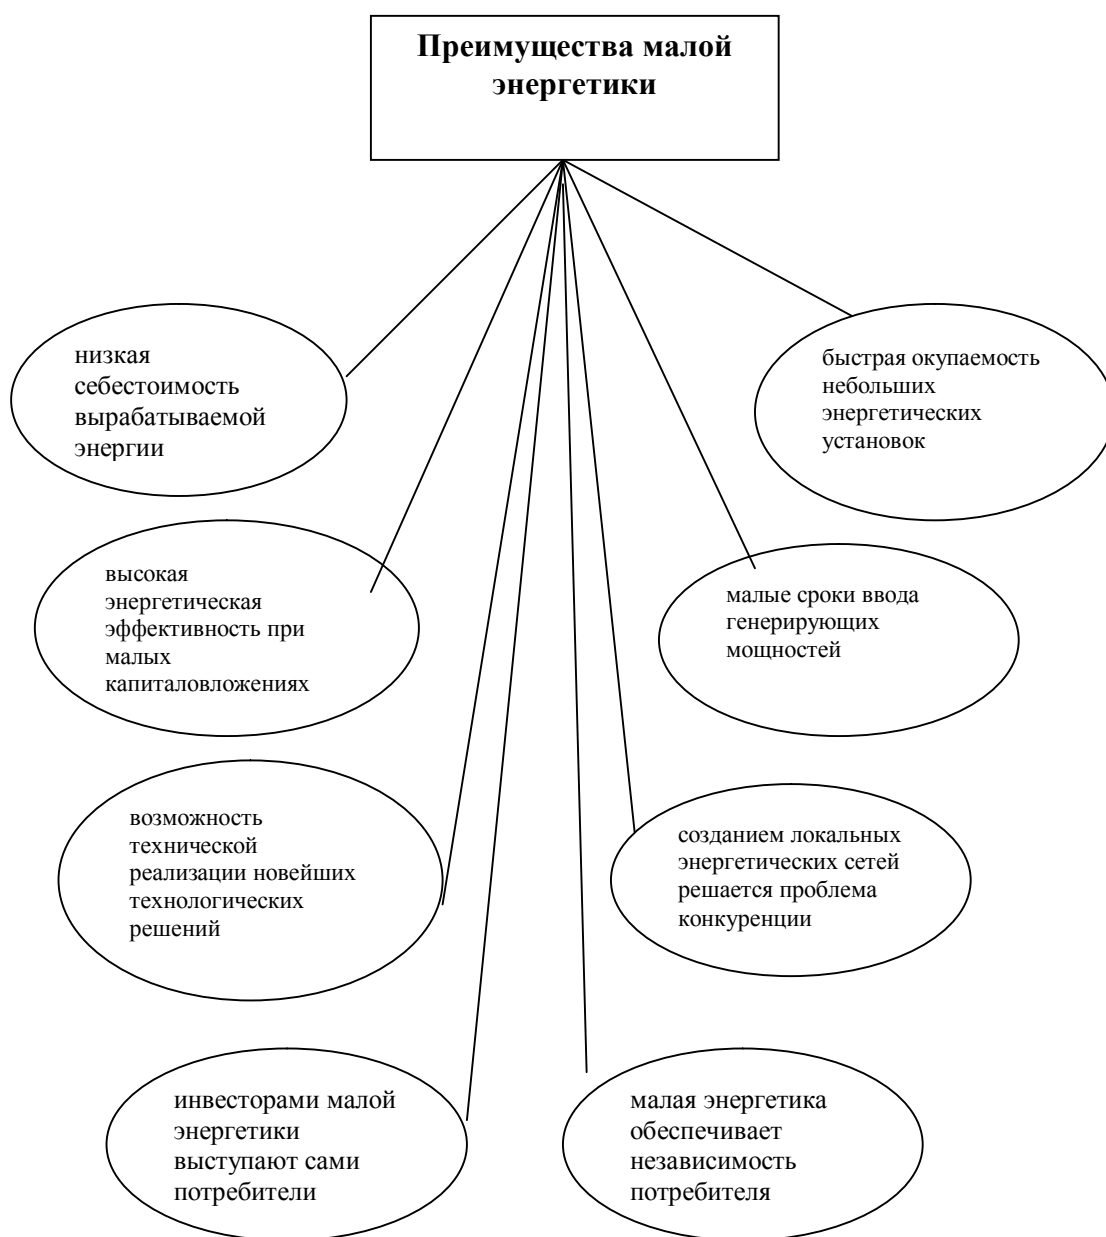 Преимущества малой
энергетики
низкая
себестоимость
вырабатываемой
энергии
быстрая окупаемость
небольших
энергетических
установок
высокая
энергетическая
эффективность при
малых
капиталовложениях
малые сроки ввода
генерирующих
мощностей
возможность
технической
реализации новейших
технологических
решений
созданием локальных
энергетических сетей
решается проблема
конкуренции
инвесторами малой
энергетики
выступают сами
потребители
малая энергетика
обеспечивает
независимость
потребителя